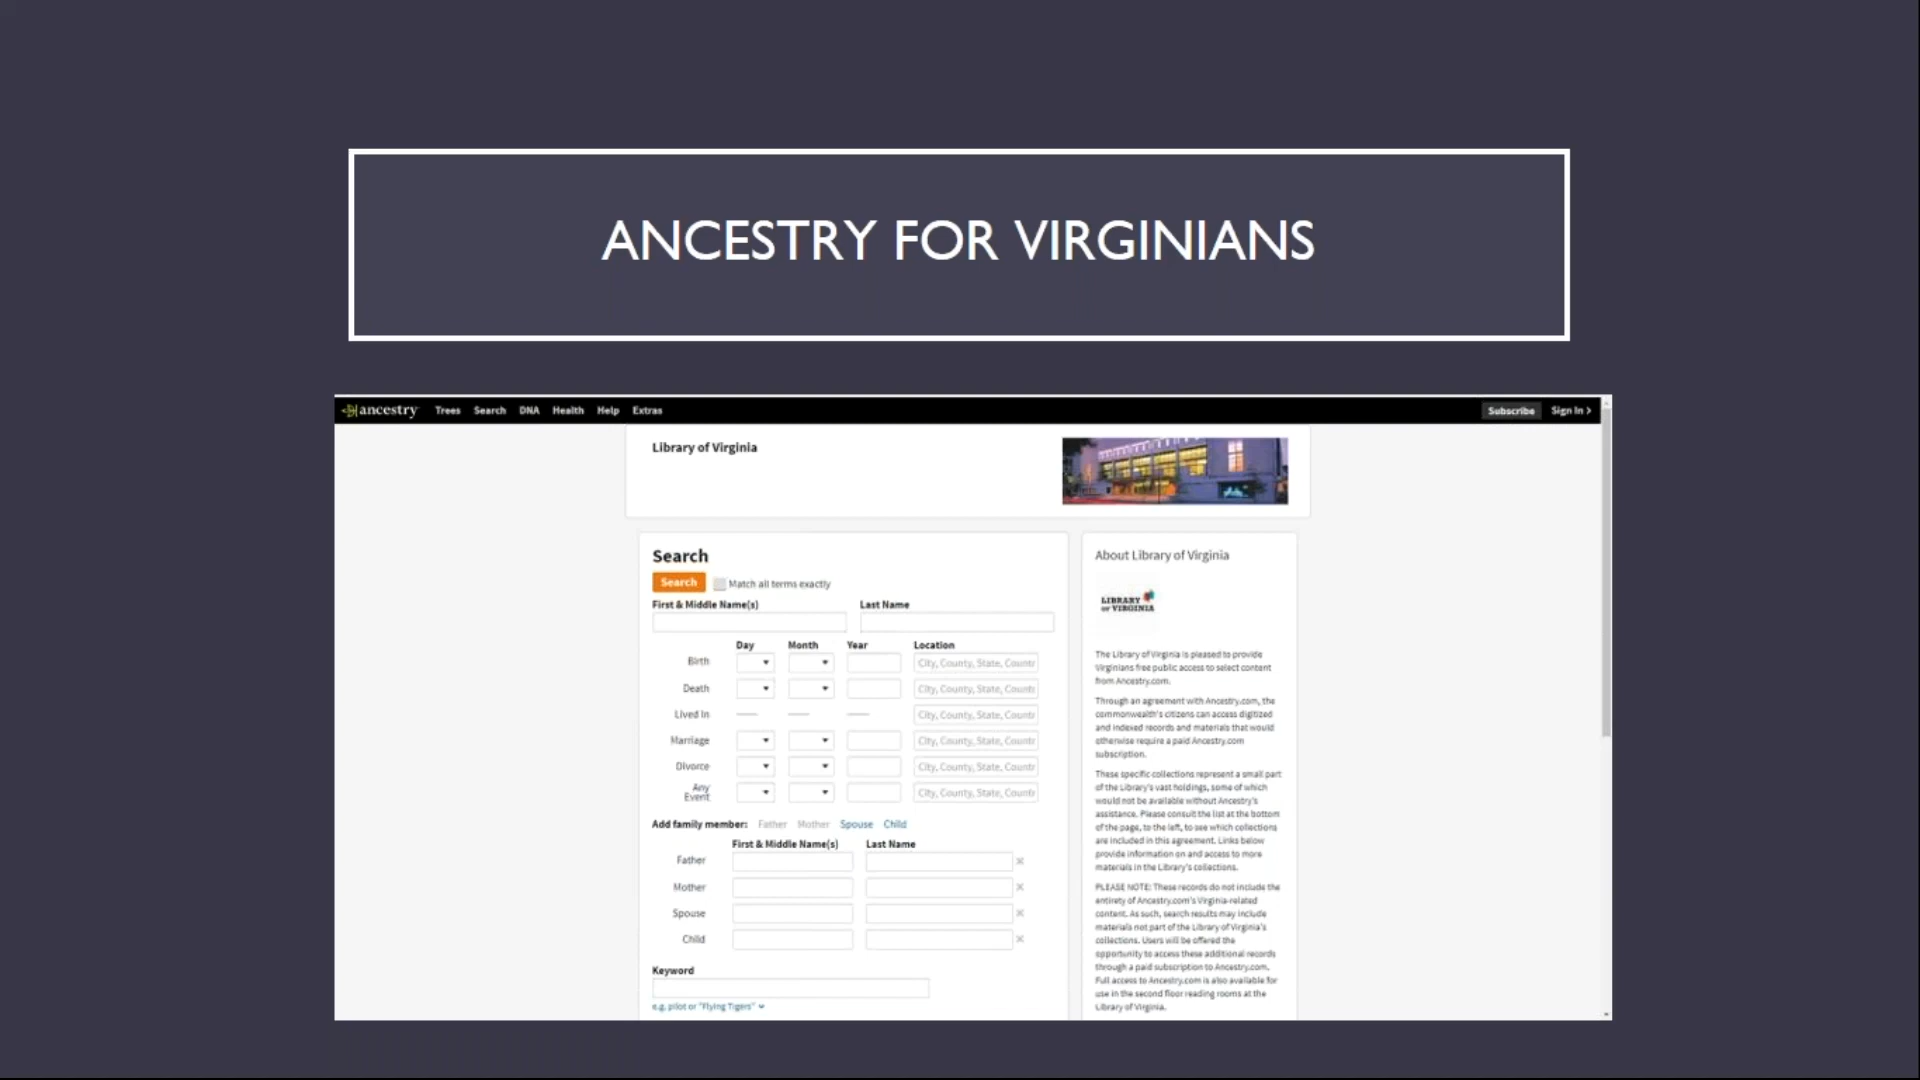 ANCESTRY FOR VIRGINIANS
ancestry Trees Search DNA Health Help Extras Subscribe Sign In >
Library of Virginia
Search
Search Match all terms exactly
First & Middle Name(s) Last Name
Day Month Year Location
Birth City, County, State, Countr
Death City, County, State, Countr
Lived In City, County, State, Countr
Marriage City, County, State, Countr
Divorce City, County, State, Countr
Any
Event City, County, State, Countr
Add family member: Father Mother Spouse Child
First & Middle Name(s) Last Name
Father
Mother
Spouse
Child
Keyword
e.g. pilot or "Flying Tigers"
About Library of Virginia
LIBRARY
OF VIRGINIA
The Library of Virginia is pleased to provide
Virginians free public access to select content
from Ancestry.com.
Through an agreement with Ancestry.com, the
commonwealth's citizens can access digitized
and indexed records and materials that would
otherwise require a paid Ancestry.com
subscription.
These specific collections represent a small part
of the Library's vast holdings, some of which
would not be available without Ancestry's
assistance. Please consult the list at the bottom
of the page, to the left, to see which collections
are included in this agreement. Links below
provide information on and access to more
materials in the Library's collections.
PLEASE NOTE: These records do not include the
entirety of Ancestry.com's Virginia-related
content. As such, search results may include
materials not part of the Library of Virginia's
collections. Users will be offered the
opportunity to access these additional records
through a paid subscription to Ancestry.com.
Full access to Ancestry.com is also available for
use in the second floor reading rooms at the
Library of Virginia.